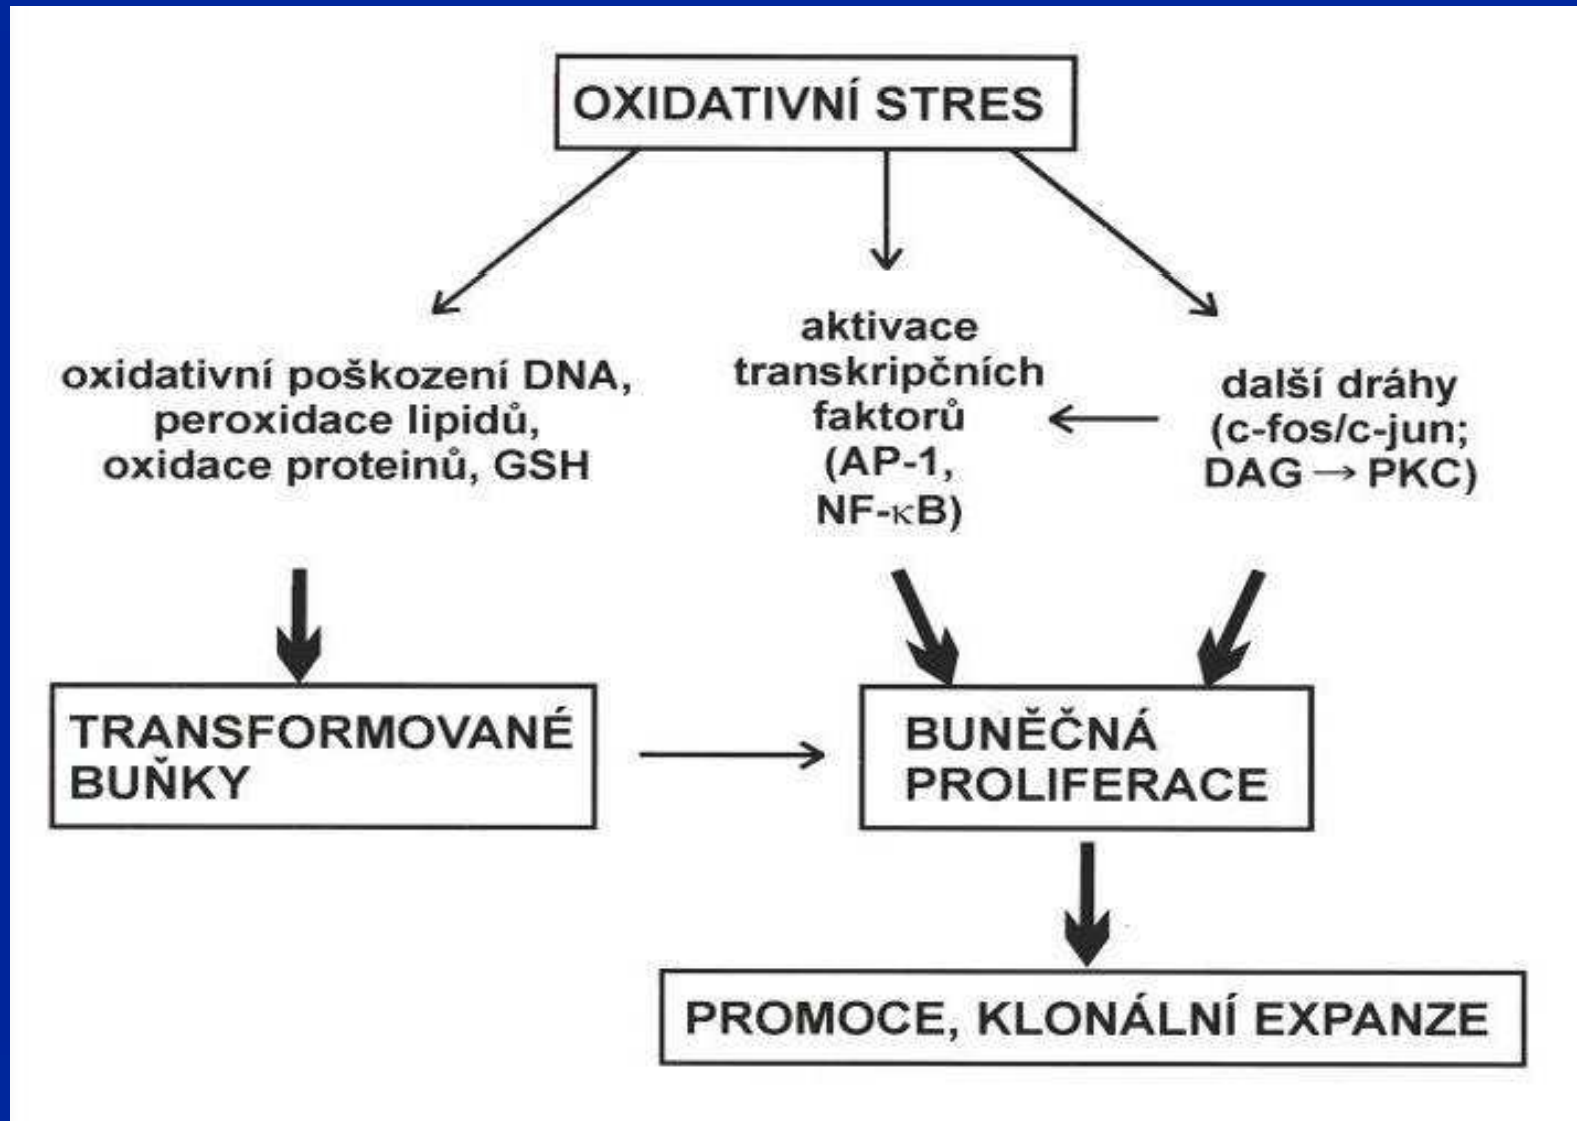 OXIDATIVNÍ STRES
oxidativní poškození DNA,
peroxidace lipidů,
oxidace proteinů, GSH
aktivace
transkripčních
faktorů
(AP-1,
NF-κB)
další dráhy
(c-fos/c-jun;
DAG → PKC)
TRANSFORMOVANÉ
BUŇKY
BUNĚČNÁ
PROLIFERACE
PROMOCE, KLONÁLNÍ EXPANZE